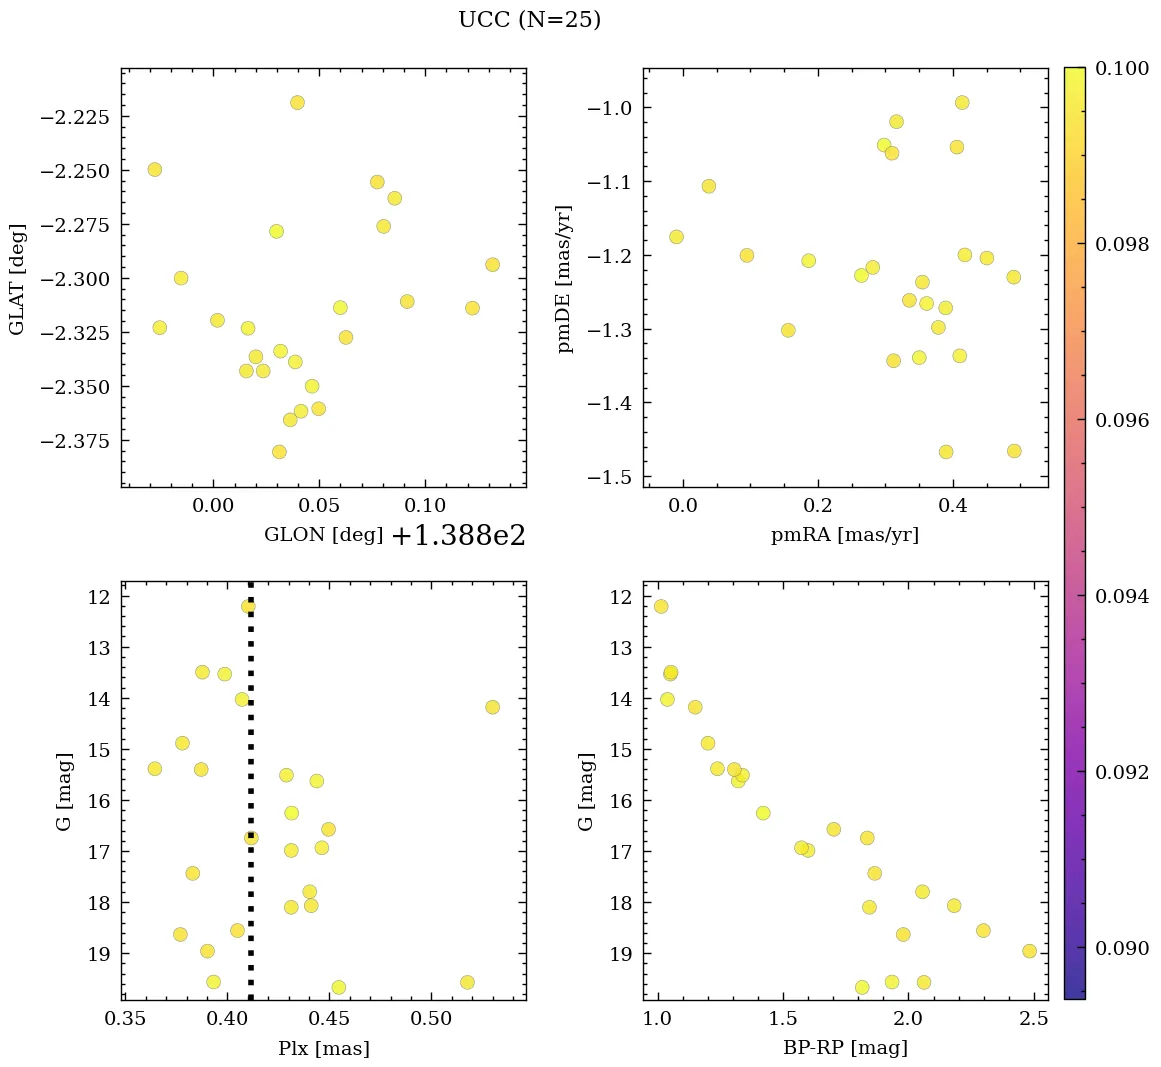 UCC (N=25)
−2.225
−2.250
−2.275
−2.300
−2.325
−2.350
−2.375
GLAT [deg]
0.00 0.05 0.10
GLON [deg] +1.388e2
−1.0
−1.1
−1.2
−1.3
−1.4
−1.5
pmDE [mas/yr]
0.0 0.2 0.4
pmRA [mas/yr]
12
13
14
15
16
17
18
19
G [mag]
0.35 0.40 0.45 0.50
Plx [mas]
12
13
14
15
16
17
18
19
G [mag]
1.0 1.5 2.0 2.5
BP-RP [mag]
0.100
0.098
0.096
0.094
0.092
0.090